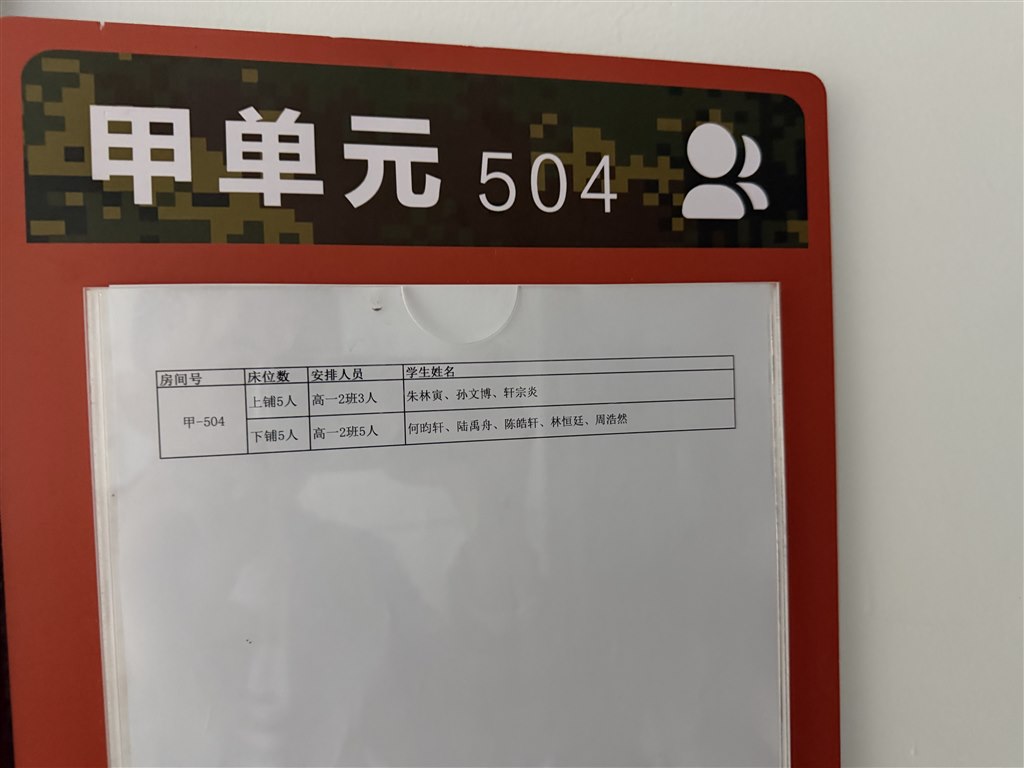 甲单元 504
房间号 床位数 安排人员 学生姓名
甲-504 上铺5人 高一2班3人 朱林寅、孙文博、轩宗炎
下铺5人 高一2班5人 何昀轩、陆禹舟、陈皓轩、林恒廷、周浩然